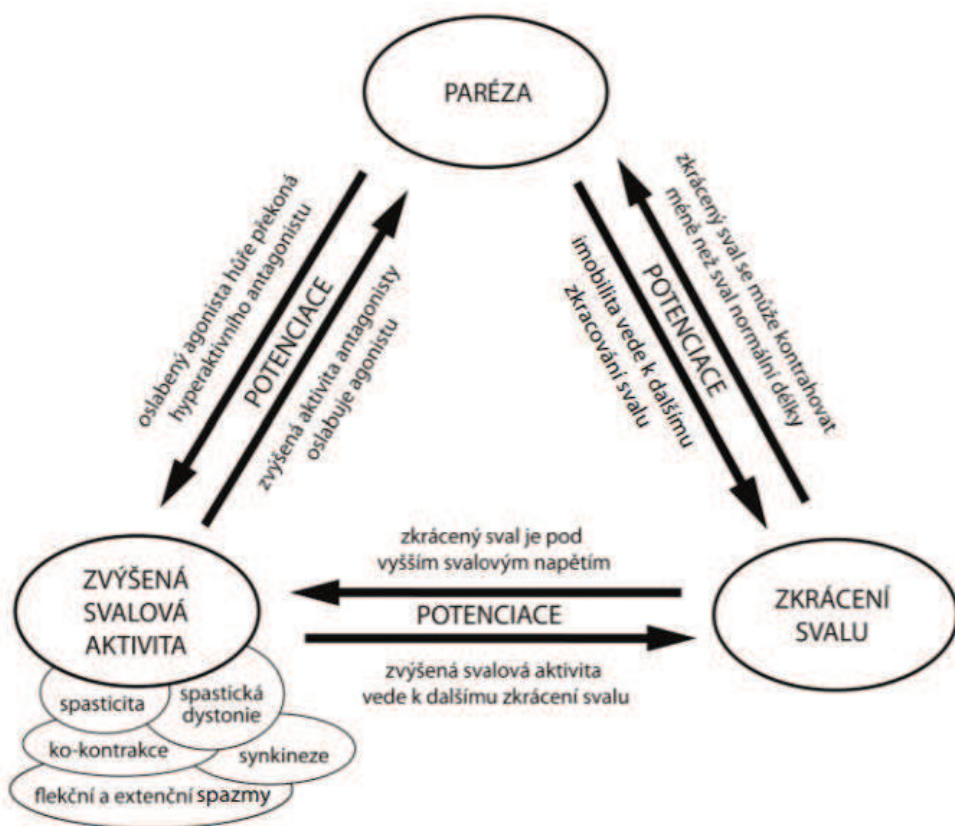 PARÉZA
oslabený agonista hůře překoná
hyperaktivního antagonistu
POTENCIACE
zvýšená aktivita antagonisty
oslabuje agonistu
zkrácený sval se může kontrahovat
méně než sval normální délky
POTENCIACE
imobilita vede k dalšímu
zkracování svalu
zkrácený sval je pod
vyšším svalovým napětím
POTENCIACE
zvýšená svalová aktivita
vede k dalšímu zkrácení svalu
ZVÝŠENÁ
SVALOVÁ
AKTIVITA
ZKRÁCENÍ
SVALU
spasticita
spastická
dystonie
ko-kontrakce
synkineze
flekční a extenční spazmy